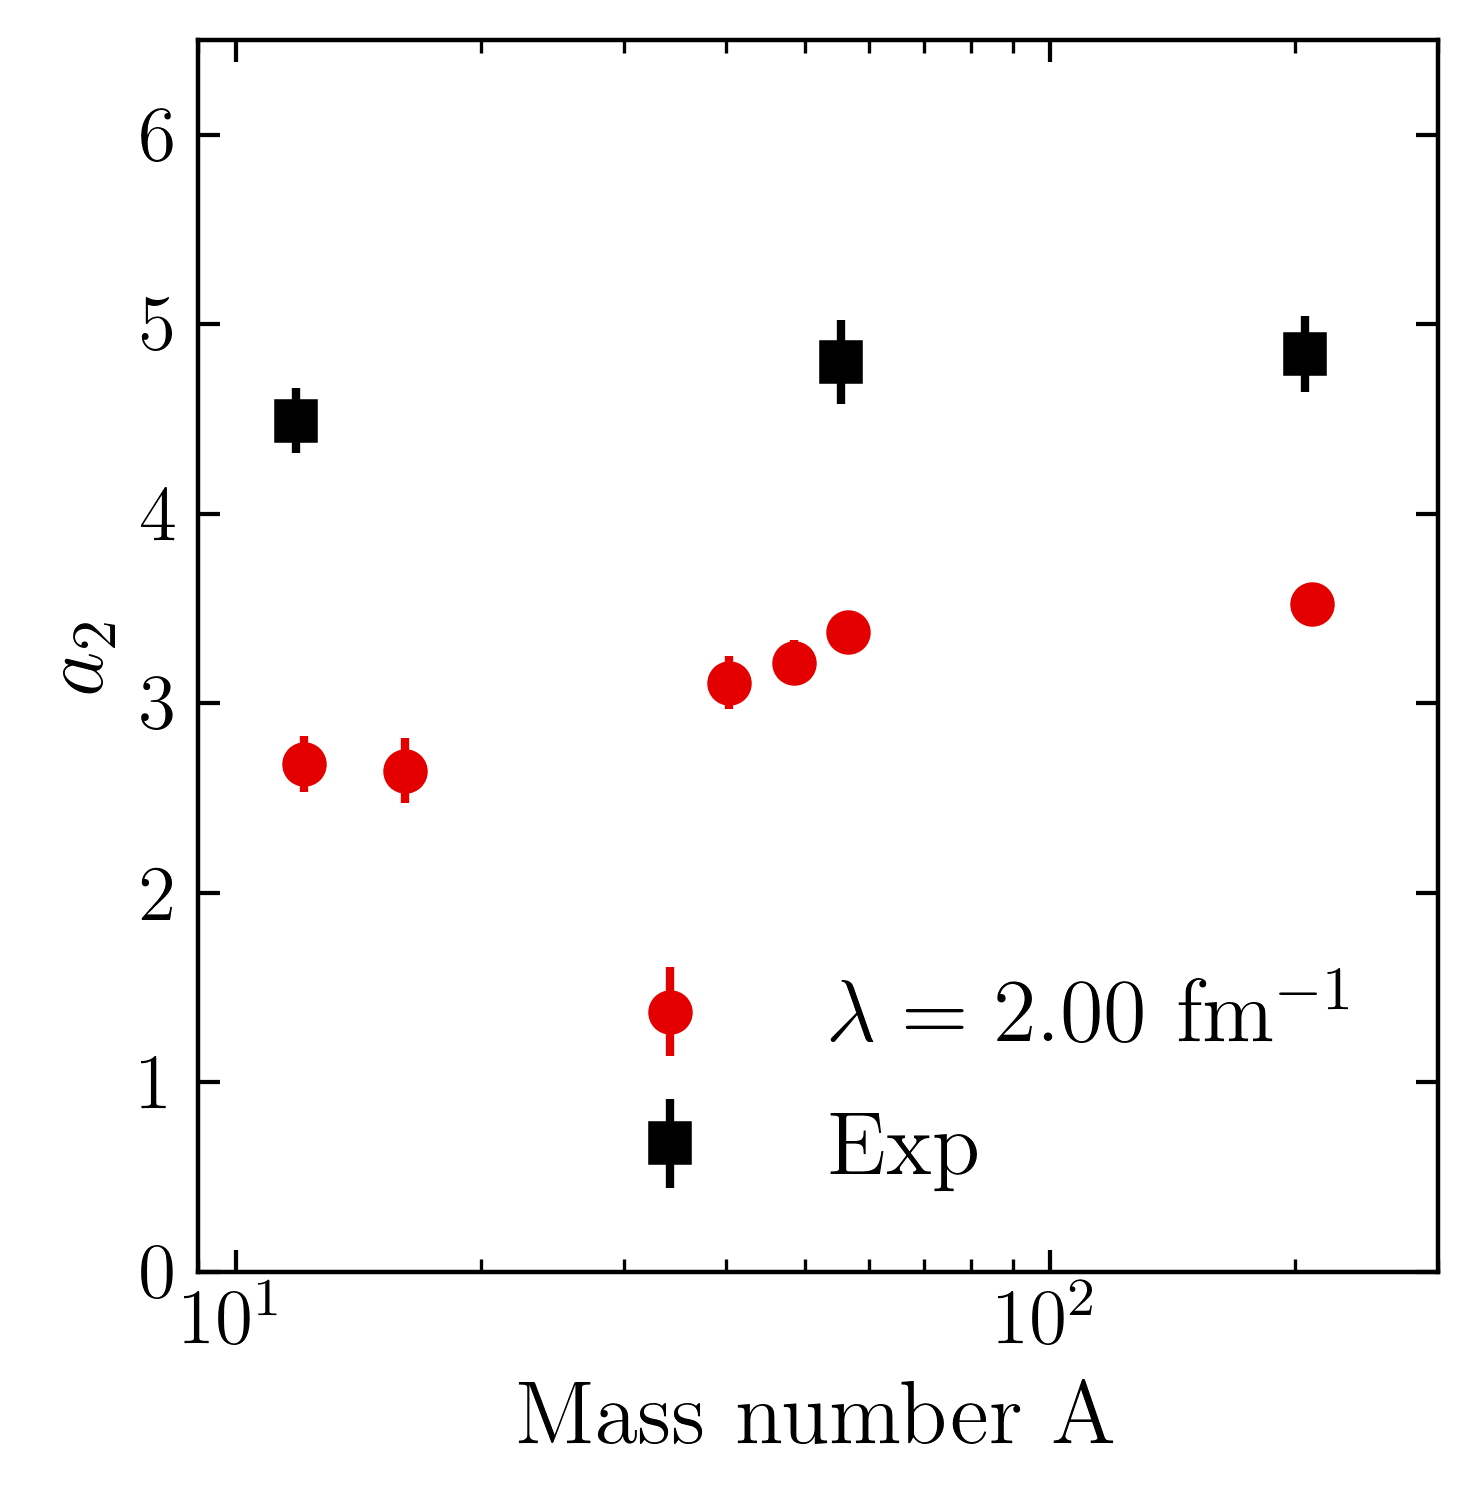 6
5
4
3
2
1
0
a₂
λ = 2.00 fm⁻¹
Exp
10¹ 10²
Mass number A